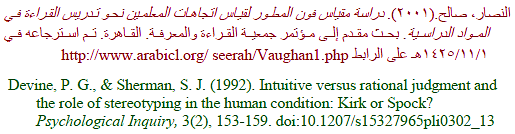 النصار، صالح.(٢٠٠١). دراسة مقياس فون المطور لقياس اتجاهات المعلمين نحو تدريس القراءة في
المواد الدراسية. بحث مقدم إلى مؤتمر جمعية القراءة والمعرفة. القاهرة. تم استرجاعه في
١٤٢٥/١١/١هـ على الرابط http://www.arabicl.org/ seerah/Vaughan1.php
Devine, P. G., & Sherman, S. J. (1992). Intuitive versus rational judgment and
the role of stereotyping in the human condition: Kirk or Spock?
Psychological Inquiry, 3(2), 153-159. doi:10.1207/s15327965pli0302_13